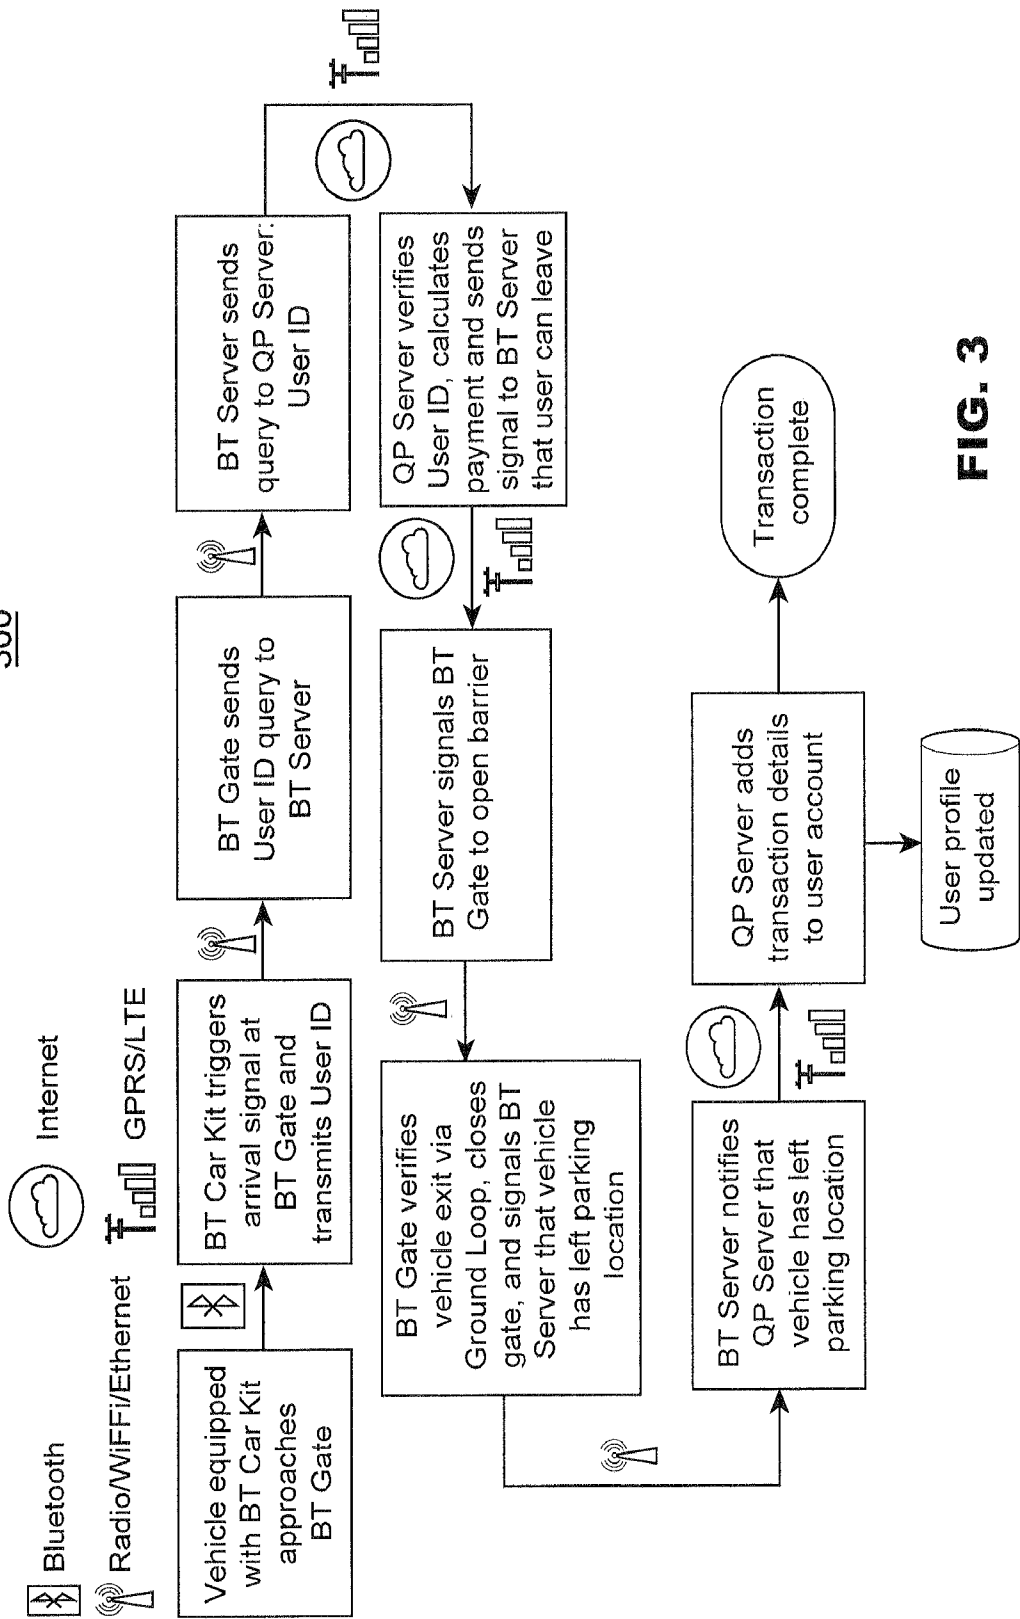 Bluetooth
Internet
Radio/WiFFi/Ethernet
GPRS/LTE
Vehicle equipped
with BT Car Kit
approaches
BT Gate
BT Car Kit triggers
arrival signal at
BT Gate and
transmits User ID
BT Gate sends
User ID query to
BT Server
BT Server sends
query to QP Server:
User ID
QP Server verifies
User ID, calculates
payment and sends
signal to BT Server
that user can leave
BT Server signals BT
Gate to open barrier
BT Gate verifies
vehicle exit via
Ground Loop, closes
gate, and signals BT
Server that vehicle
has left parking
location
BT Server notifies
QP Server that
vehicle has left
parking location
QP Server adds
transaction details
to user account
User profile
updated
Transaction
complete
FIG. 3